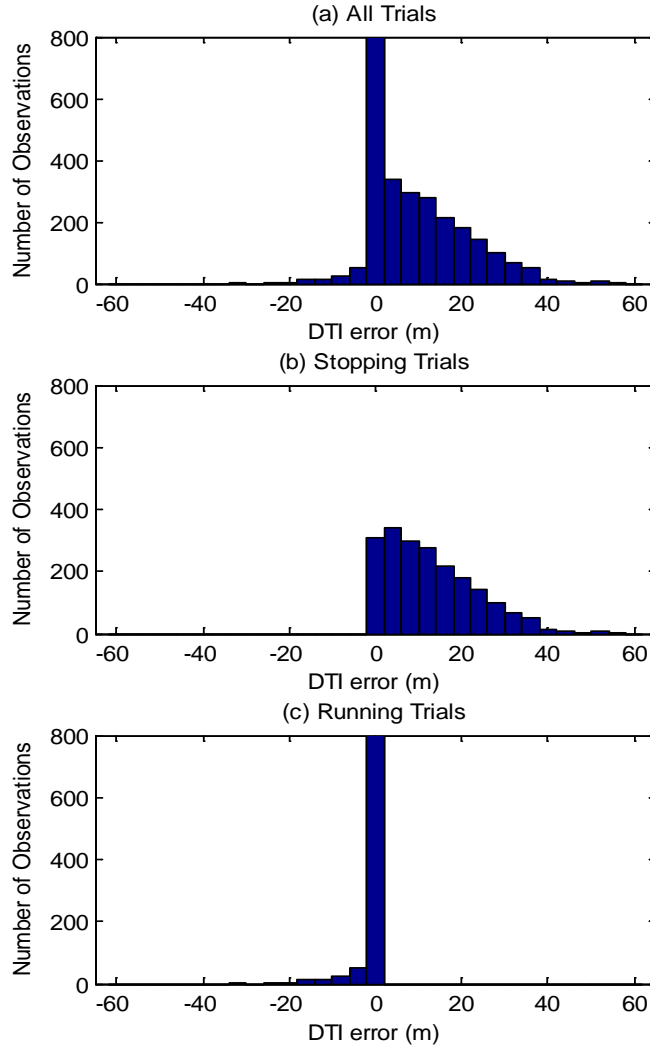 (a) All Trials
800
600
400
200
0
Number of Observations
-60 -40 -20 0 20 40 60
DTI error (m)
(b) Stopping Trials
800
600
400
200
0
Number of Observations
-60 -40 -20 0 20 40 60
DTI error (m)
(c) Running Trials
800
600
400
200
0
Number of Observations
-60 -40 -20 0 20 40 60
DTI error (m)